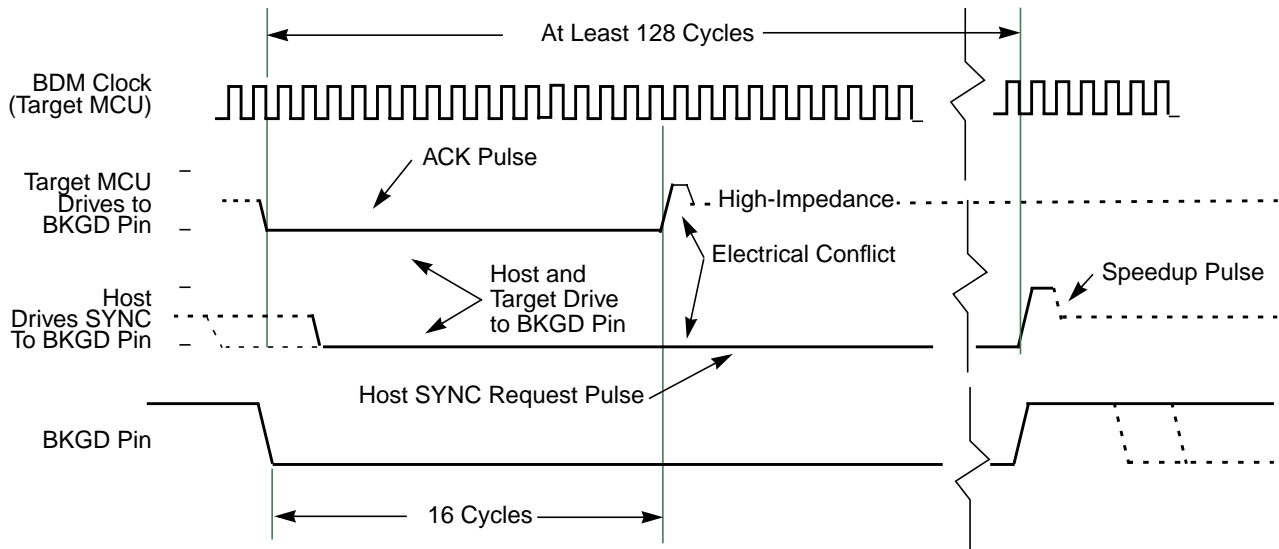 At Least 128 Cycles
BDM Clock
(Target MCU)
ACK Pulse
Target MCU
Drives to
BKGD Pin
High-Impedance
Electrical Conflict
Host and
Target Drive
to BKGD Pin
Speedup Pulse
Host
Drives SYNC
To BKGD Pin
Host SYNC Request Pulse
BKGD Pin
16 Cycles